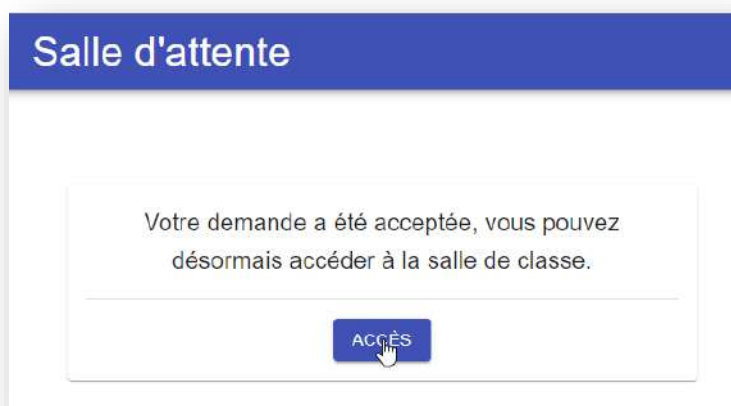 Salle d'attente
Votre demande a été acceptée, vous pouvez
désormais accéder à la salle de classe.
ACCÈS